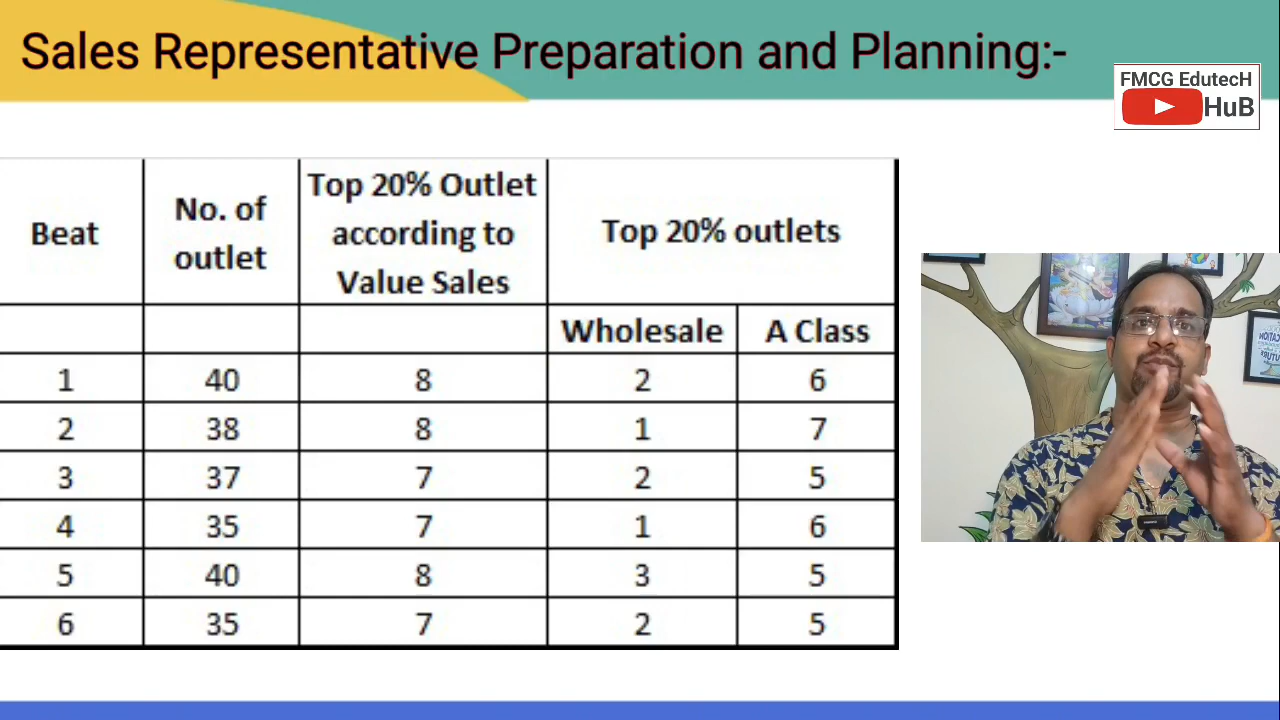 Sales Representative Preparation and Planning:-
FMCG EdutecH
HuB
Beat No. of outlet Top 20% Outlet according to Value Sales Top 20% outlets
Wholesale A Class
1 40 8 2 6
2 38 8 1 7
3 37 7 2 5
4 35 7 1 6
5 40 8 3 5
6 35 7 2 5